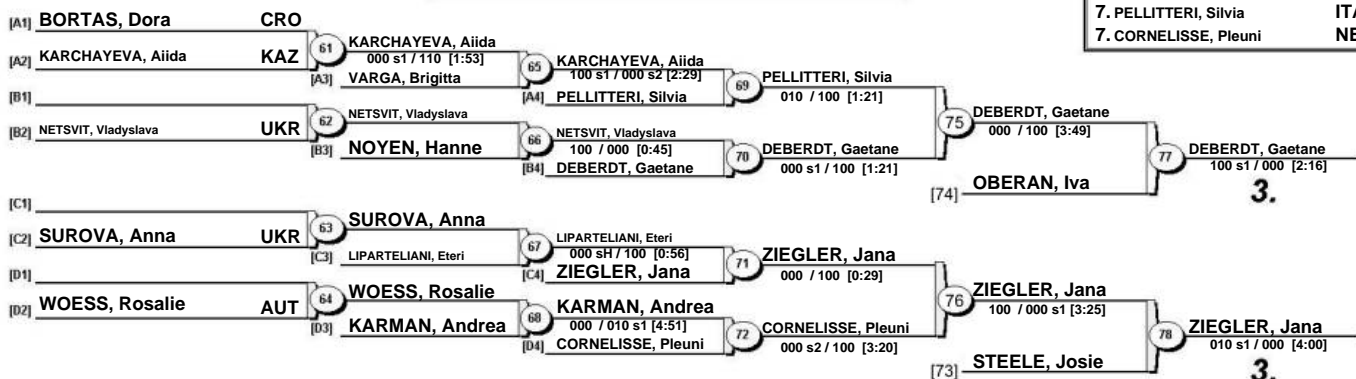 7. PELLITTERI, Silvia ITA
7. CORNELISSE, Pleuni NE
[A1] BORTAS, Dora CRO
[A2] KARCHAYEVA, Aiida KAZ
61
KARCHAYEVA, Aiida
000 s1 / 110 [1:53]
[A3] VARGA, Brigitta
65
KARCHAYEVA, Aiida
100 s1 / 000 s2 [2:29]
[A4] PELLITTERI, Silvia
69
PELLITTERI, Silvia
010 / 100 [1:21]
[B1]
[B2] NETSVIT, Vladyslava UKR
62
NETSVIT, Vladyslava
[B3] NOYEN, Hanne
66
NETSVIT, Vladyslava
100 / 000 [0:45]
[B4] DEBERDT, Gaetane
70
DEBERDT, Gaetane
000 s1 / 100 [1:21]
75
DEBERDT, Gaetane
000 / 100 [3:49]
[74] OBERAN, Iva
77
DEBERDT, Gaetane
100 s1 / 000 [2:16]
3.
[C1]
[C2] SUROVA, Anna UKR
63
SUROVA, Anna
[C3] LIPARTELIANI, Eteri
67
LIPARTELIANI, Eteri
000 sH / 100 [0:56]
[C4] ZIEGLER, Jana
71
ZIEGLER, Jana
000 / 100 [0:29]
[D1]
[D2] WOESS, Rosalie AUT
64
WOESS, Rosalie
[D3] KARMAN, Andrea
68
KARMAN, Andrea
000 / 010 s1 [4:51]
[D4] CORNELISSE, Pleuni
72
CORNELISSE, Pleuni
000 s2 / 100 [3:20]
76
ZIEGLER, Jana
100 / 000 s1 [3:25]
[73] STEELE, Josie
78
ZIEGLER, Jana
010 s1 / 000 [4:00]
3.